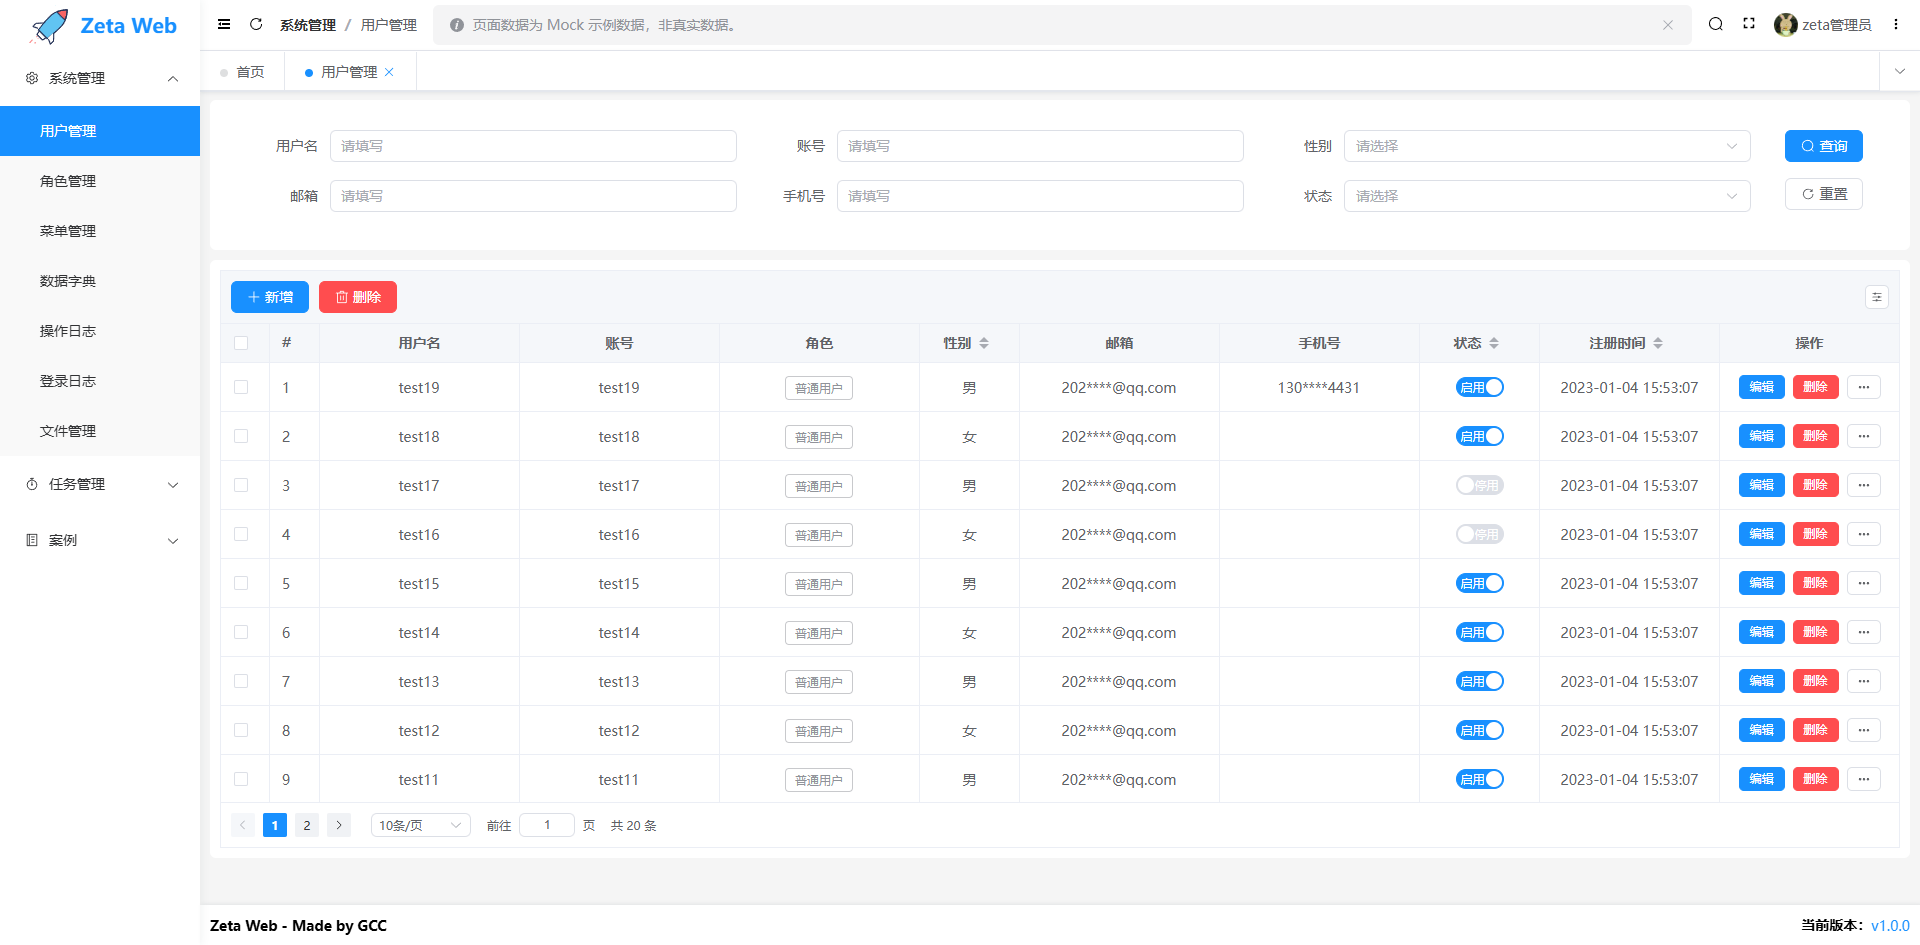 Zeta Web
系统管理 / 用户管理
页面数据为 Mock 示例数据，非真实数据。
zeta管理员
首页
用户管理
系统管理
用户管理
角色管理
菜单管理
数据字典
操作日志
登录日志
文件管理
任务管理
案例
用户名 请填写 账号 请填写 性别 请选择 查询
邮箱 请填写 手机号 请填写 状态 请选择 重置
新增 删除
# 用户名 账号 角色 性别 邮箱 手机号 状态 注册时间 操作
1 test19 test19 普通用户 男 202****@qq.com 130****4431 启用 2023-01-04 15:53:07 编辑 删除 ···
2 test18 test18 普通用户 女 202****@qq.com 启用 2023-01-04 15:53:07 编辑 删除 ···
3 test17 test17 普通用户 男 202****@qq.com 停用 2023-01-04 15:53:07 编辑 删除 ···
4 test16 test16 普通用户 女 202****@qq.com 停用 2023-01-04 15:53:07 编辑 删除 ···
5 test15 test15 普通用户 男 202****@qq.com 启用 2023-01-04 15:53:07 编辑 删除 ···
6 test14 test14 普通用户 女 202****@qq.com 启用 2023-01-04 15:53:07 编辑 删除 ···
7 test13 test13 普通用户 男 202****@qq.com 启用 2023-01-04 15:53:07 编辑 删除 ···
8 test12 test12 普通用户 女 202****@qq.com 启用 2023-01-04 15:53:07 编辑 删除 ···
9 test11 test11 普通用户 男 202****@qq.com 启用 2023-01-04 15:53:07 编辑 删除 ···
1 2 10条/页 前往 1 页 共 20 条
Zeta Web - Made by GCC
当前版本：v1.0.0